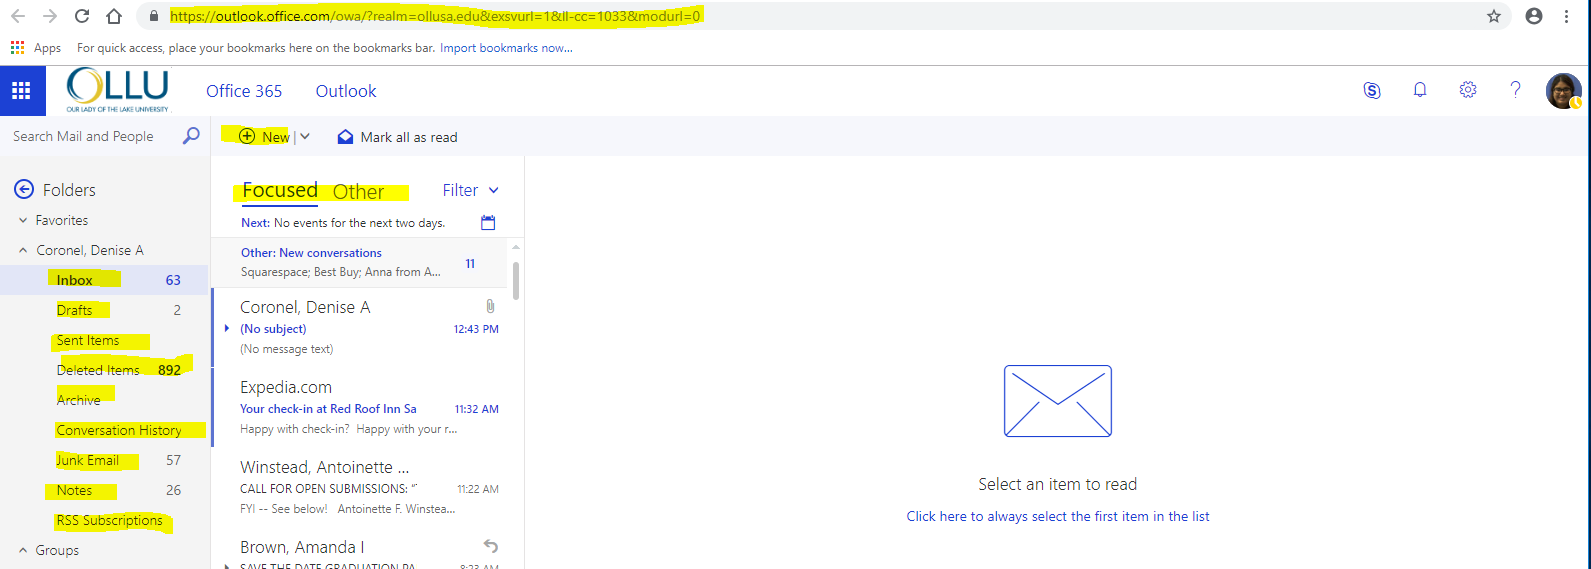 https://outlook.office.com/owa/?realm=ollusa.edu&exsvurl=1&ll-cc=1033&modurl=0
Apps For quick access, place your bookmarks here on the bookmarks bar. Import bookmarks now...
OLLU
OUR LADY OF THE LAKE UNIVERSITY
Office 365 Outlook
Search Mail and People
New Mark all as read
Folders
Favorites
Coronel, Denise A
Inbox 63
Drafts 2
Sent Items
Deleted Items 892
Archive
Conversation History
Junk Email 57
Notes 26
RSS Subscriptions
Groups
Focused Other Filter
Next: No events for the next two days.
Other: New conversations 11
Squarespace; Best Buy; Anna from A...
Coronel, Denise A
(No subject) 12:43 PM
(No message text)
Expedia.com
Your check-in at Red Roof Inn Sa 11:32 AM
Happy with check-in? Happy with your r...
Winstead, Antoinette ...
CALL FOR OPEN SUBMISSIONS: “ 11:22 AM
FYI -- See below! Antoinette F. Winstea...
Brown, Amanda I
SAVE THE DATE GRADUATION PA 8:23 AM
Select an item to read
Click here to always select the first item in the list